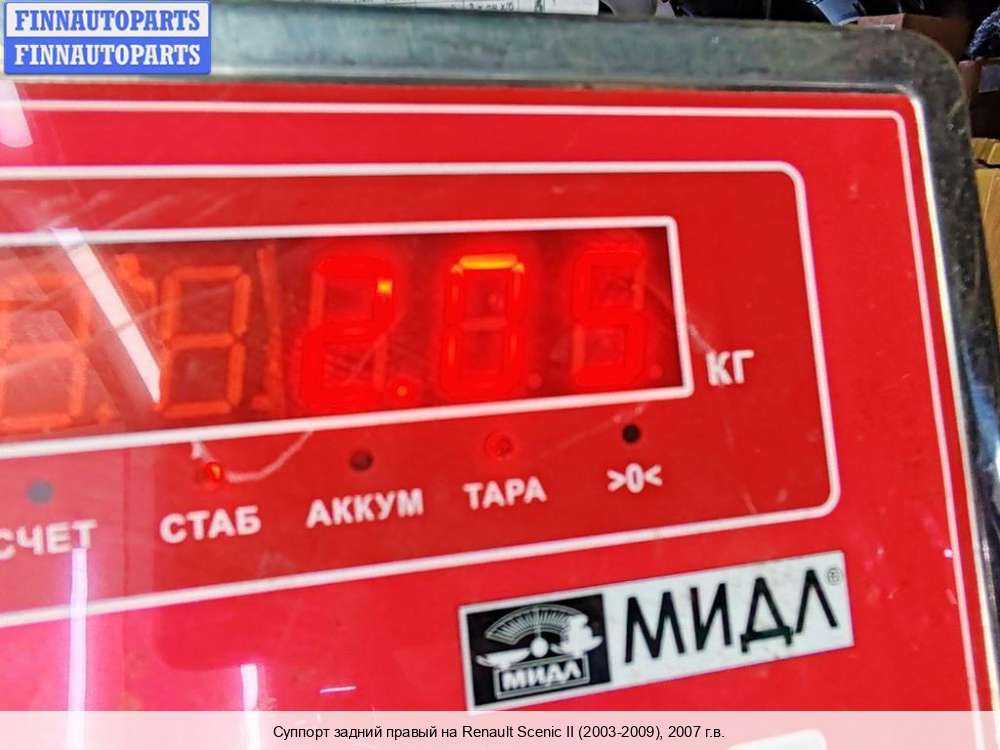 FINNAUTOPARTS
FINNAUTOPARTS
2.05
КГ
СЧЕТ СТАБ АККУМ ТАРА >0<
МИДЛ МИДЛ®
Суппорт задний правый на Renault Scenic II (2003-2009), 2007 г.в.